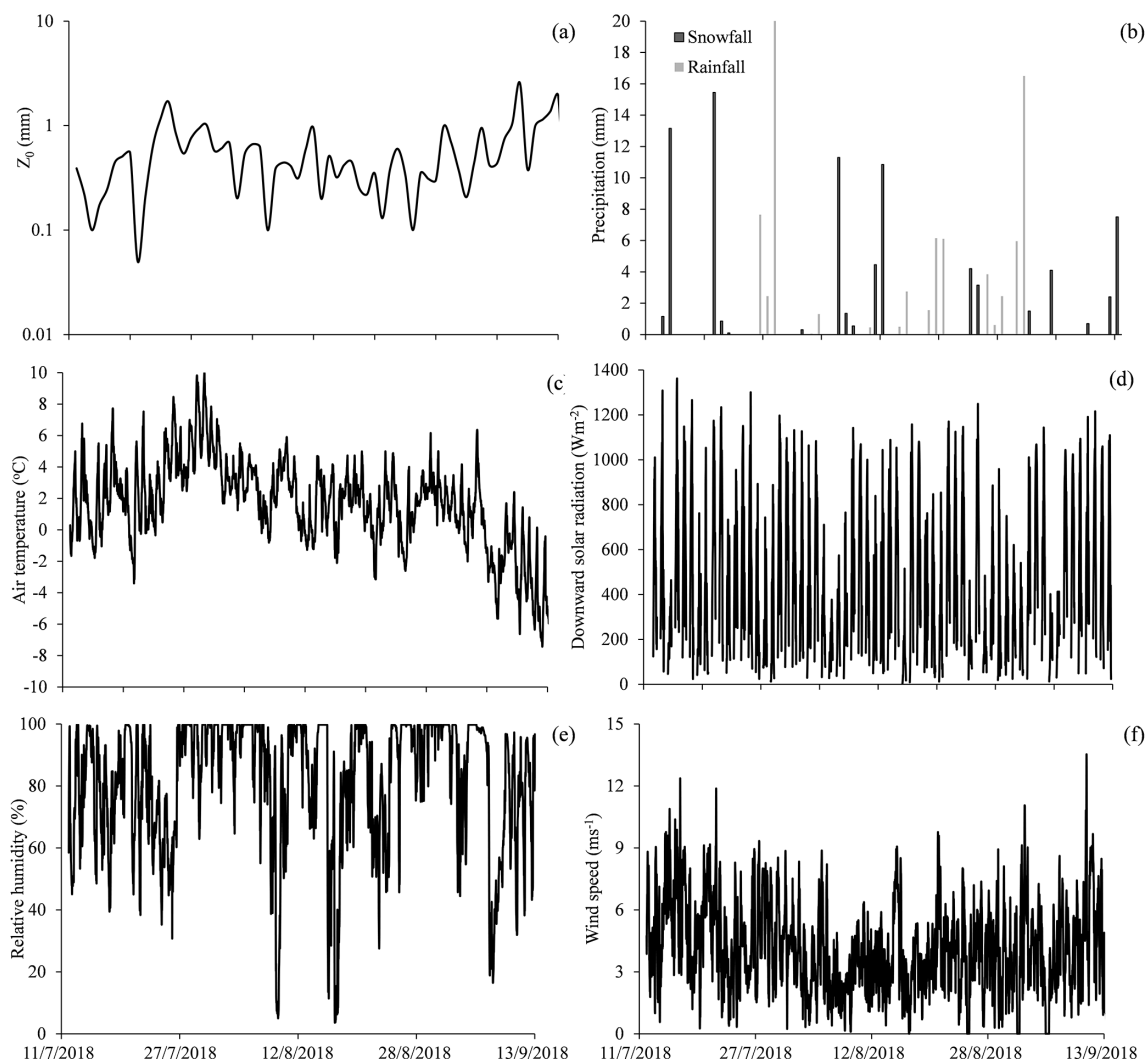 (a)
10
1
0.1
0.01
Z0 (mm)
(b)
Snowfall
Rainfall
20
18
16
14
12
10
8
6
4
2
0
Precipitation (mm)
(c)
10
8
6
4
2
0
-2
-4
-6
-8
-10
Air temperature (ºC)
(d)
1400
1200
1000
800
600
400
200
0
Downward solar radiation (Wm-2)
(e)
100
80
60
40
20
0
Relative humidity (%)
11/7/2018 27/7/2018 12/8/2018 28/8/2018 13/9/2018
(f)
15
12
9
6
3
0
Wind speed (ms-1)
11/7/2018 27/7/2018 12/8/2018 28/8/2018 13/9/2018